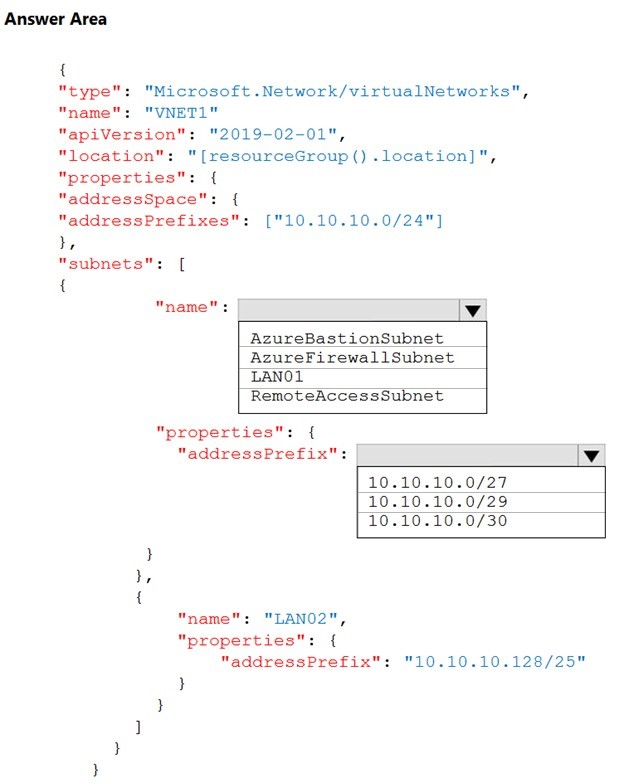 Answer Area
{
"type": "Microsoft.Network/virtualNetworks",
"name": "VNET1"
"apiVersion": "2019-02-01",
"location": "[resourceGroup().location]",
"properties": {
"addressSpace": {
"addressPrefixes": ["10.10.10.0/24"]
},
"subnets": [
{
"name":
AzureBastionSubnet
AzureFirewallSubnet
LAN01
RemoteAccessSubnet
"properties": {
"addressPrefix":
10.10.10.0/27
10.10.10.0/29
10.10.10.0/30
}
},
{
"name": "LAN02",
"properties": {
"addressPrefix": "10.10.10.128/25"
}
}
]
}
}